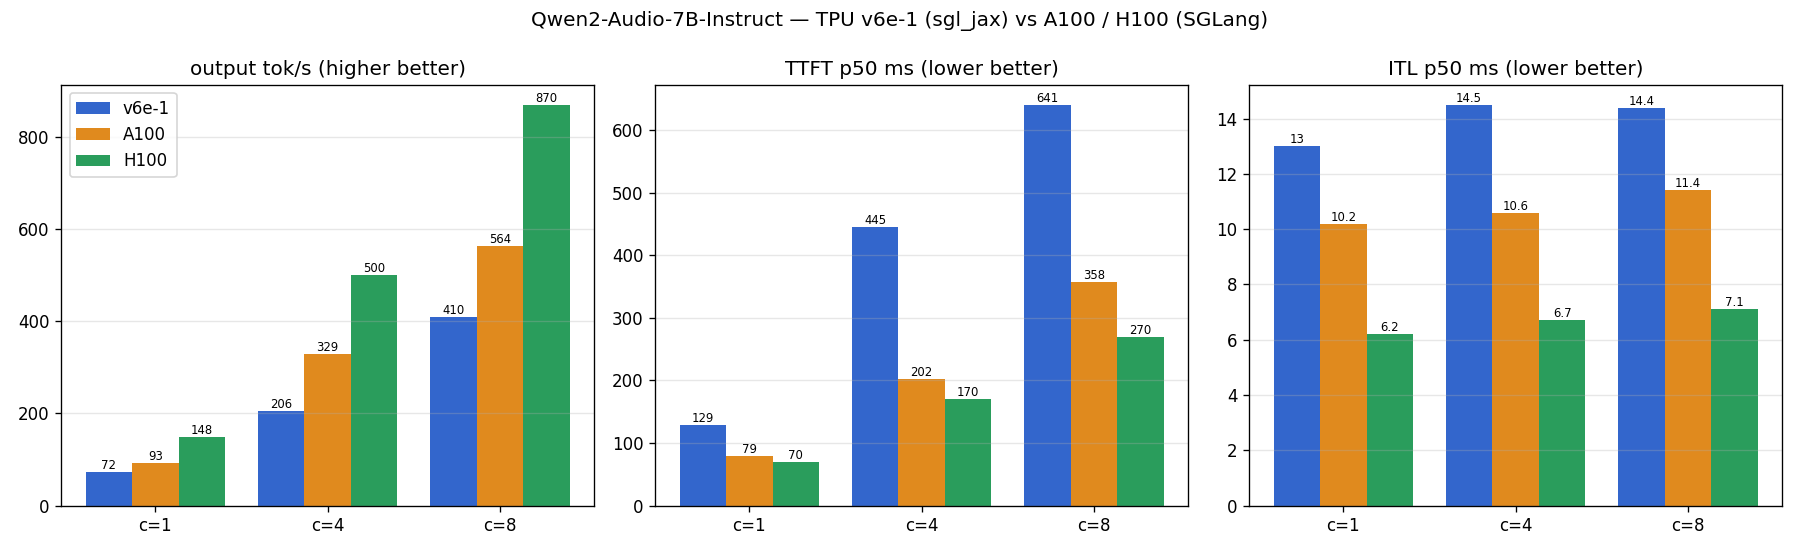 Qwen2-Audio-7B-Instruct — TPU v6e-1 (sgl_jax) vs A100 / H100 (SGLang)
output tok/s (higher better)
v6e-1
A100
H100
800
600
400
200
0
72
93
148
206
329
500
410
564
870
c=1
c=4
c=8
TTFT p50 ms (lower better)
600
500
400
300
200
100
0
129
79
70
445
202
170
641
358
270
c=1
c=4
c=8
ITL p50 ms (lower better)
14
12
10
8
6
4
2
0
13
10.2
6.2
14.5
10.6
6.7
14.4
11.4
7.1
c=1
c=4
c=8